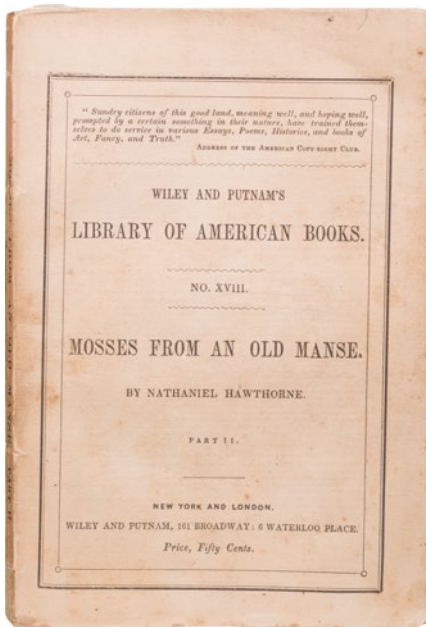 " Sundry citizens of this good land, meaning well, and hoping well,
prompted by a certain something in their nature, have trained them-
selves to do service in various Essays, Poems, Histories, and books of
Art, Fancy, and Truth."
ADDRESS OF THE AMERICAN COPY-RIGHT CLUB.
WILEY AND PUTNAM'S
LIBRARY OF AMERICAN BOOKS.
NO. XVIII.
MOSSES FROM AN OLD MANSE.
BY NATHANIEL HAWTHORNE.
PART II.
NEW YORK AND LONDON.
WILEY AND PUTNAM, 161 BROADWAY: 6 WATERLOO PLACE.
Price, Fifty Cents.